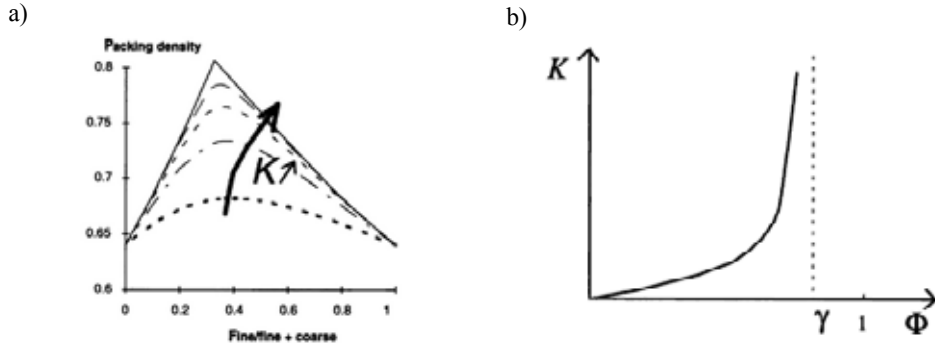 a)
Packing density
0.8
0.75
0.7
0.65
0.6
0
0.2
0.4
0.6
0.8
1
Fine/fine + coarse
K↗
b)
K
γ
1
Φ